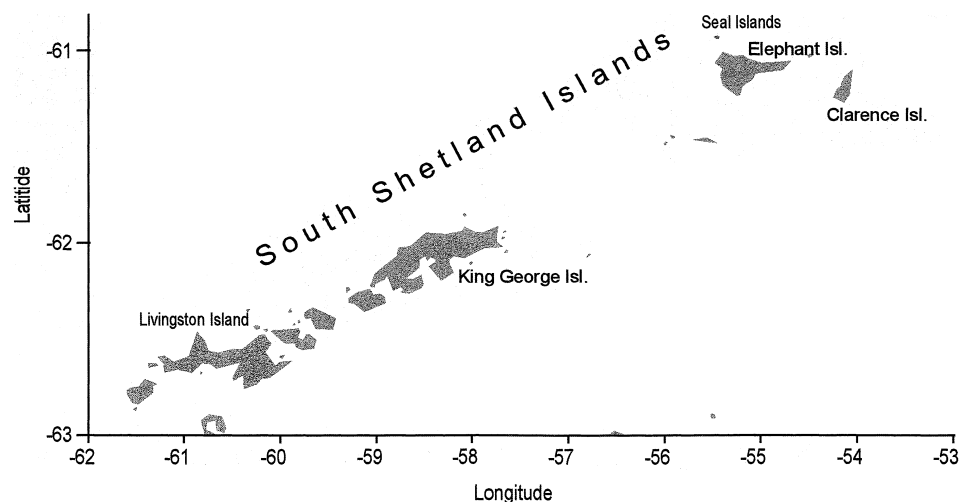 Seal Islands
-61
Elephant Isl.
South Shetland Islands
Clarence Isl.
Latitide
-62
King George Isl.
Livingston Island
-63
-62 -61 -60 -59 -58 -57 -56 -55 -54 -53
Longitude